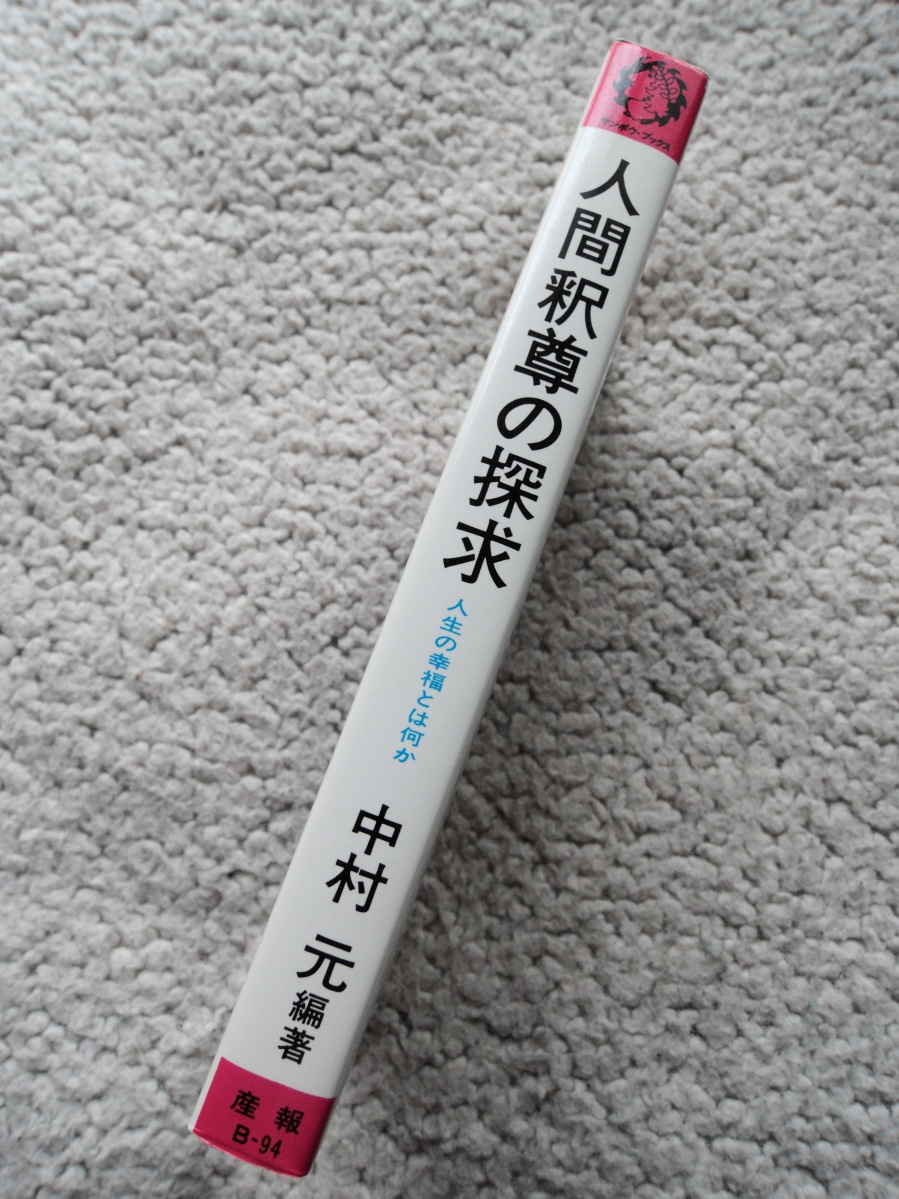 サンポウ・ブックス
人間釈尊の探求
人生の幸福とは何か
中村 元編著
産報
B-94